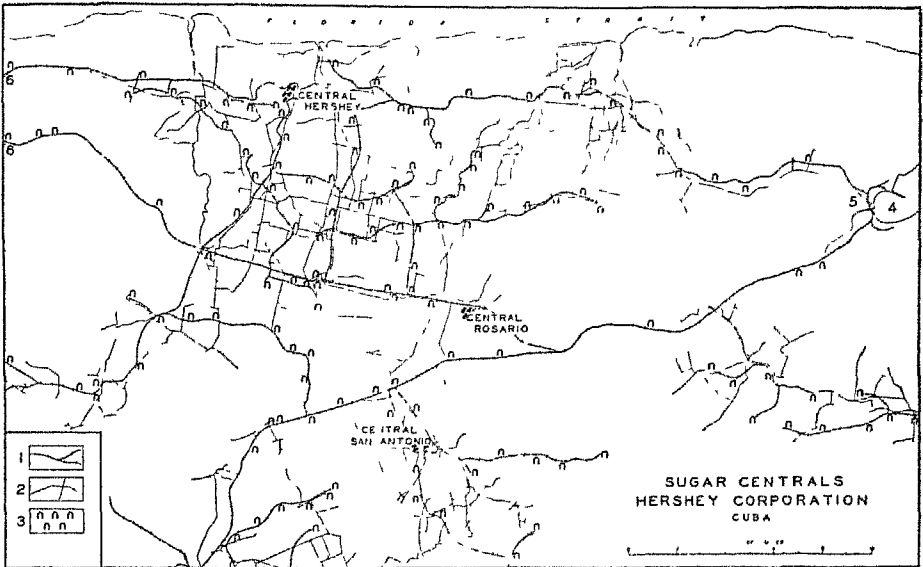 FLORIDA STRAIT
6
CENTRAL
HERSHEY
6
5
4
CENTRAL
ROSARIO
CENTRAL
SAN ANTONIO
1
2
3
SUGAR CENTRALS
HERSHEY CORPORATION
CUBA